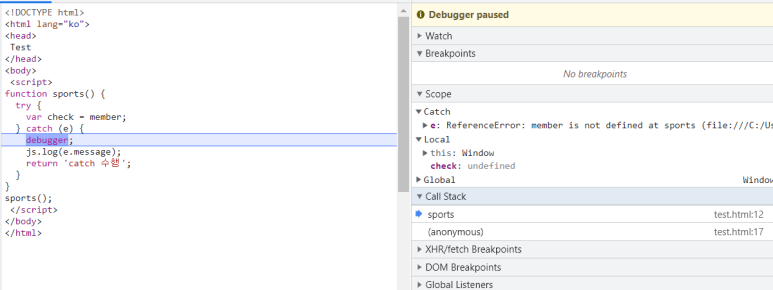 <!DOCTYPE html>
<html lang="ko">
<head>
Test
</head>
<body>
<script>
function sports() {
try {
var check = member;
} catch (e) {
debugger;
js.log(e.message);
return 'catch 수행';
}
}
sports();
</script>
</body>
</html>
Debugger paused
Watch
Breakpoints
No breakpoints
Scope
Catch
e: ReferenceError: member is not defined at sports (file:///C:/Us
Local
this: Window
check: undefined
Global Window
Call Stack
sports test.html:12
(anonymous) test.html:17
XHR/fetch Breakpoints
DOM Breakpoints
Global Listeners